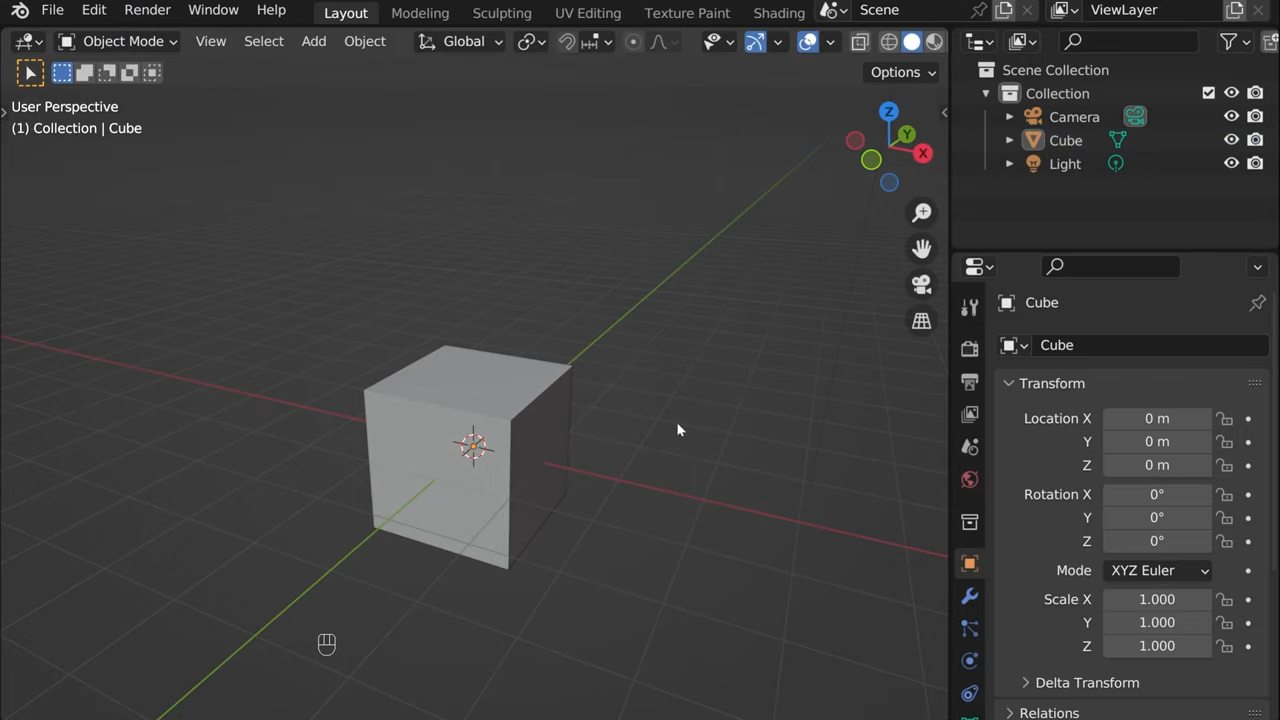 File Edit Render Window Help Layout Modeling Sculpting UV Editing Texture Paint Shading Scene ViewLayer
Object Mode View Select Add Object Global
Options
User Perspective
(1) Collection | Cube
Z
Y
X
Scene Collection
Collection
Camera
Cube
Light
Cube
Cube
Transform
Location X 0 m
Y 0 m
Z 0 m
Rotation X 0°
Y 0°
Z 0°
Mode XYZ Euler
Scale X 1.000
Y 1.000
Z 1.000
Delta Transform
Relations